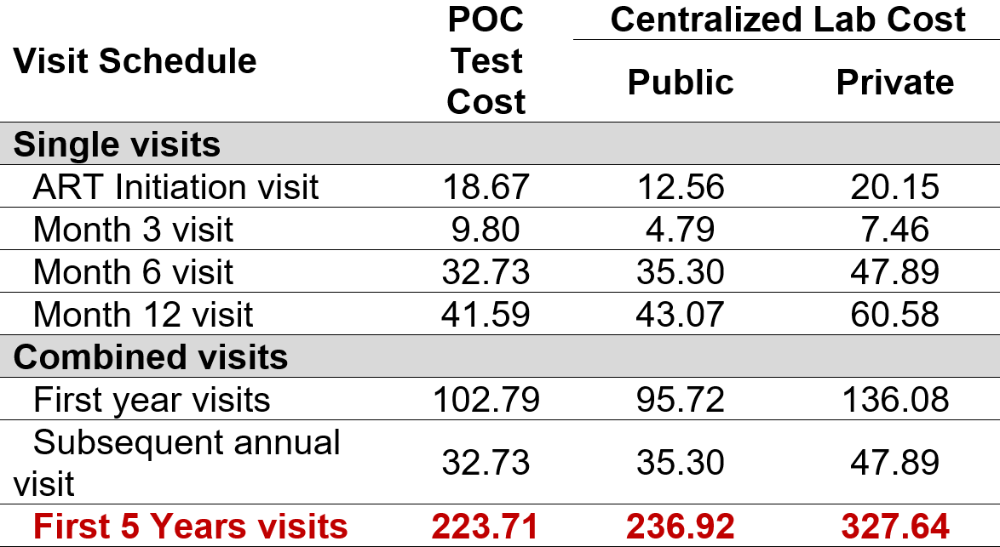 Visit Schedule POC Test Cost Centralized Lab Cost
Public Private
Single visits
ART Initiation visit 18.67 12.56 20.15
Month 3 visit 9.80 4.79 7.46
Month 6 visit 32.73 35.30 47.89
Month 12 visit 41.59 43.07 60.58
Combined visits
First year visits 102.79 95.72 136.08
Subsequent annual
visit 32.73 35.30 47.89
First 5 Years visits 223.71 236.92 327.64